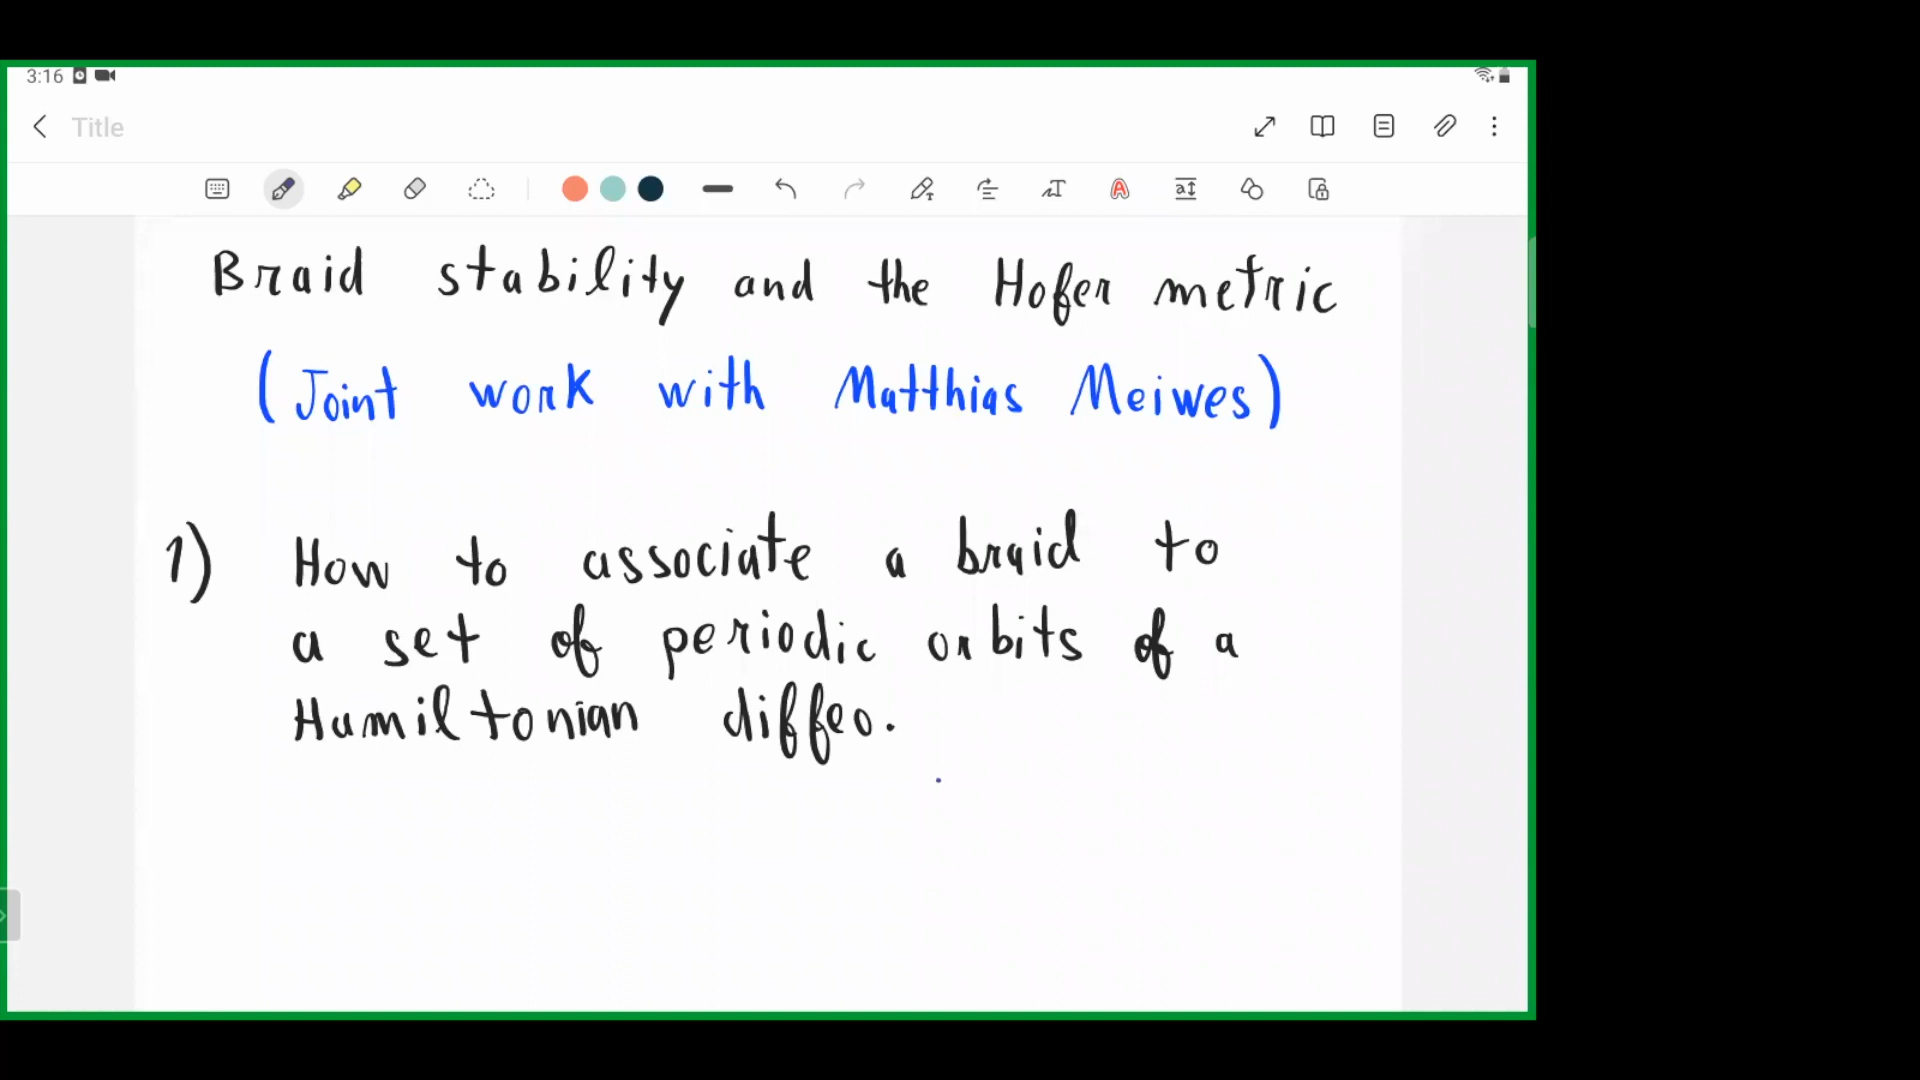 3:16
Title
Braid stability and the Hofer metric
(Joint work with Matthias Meiwes)
1) How to associate a braid to
a set of periodic orbits of a
Hamiltonian diffeo.